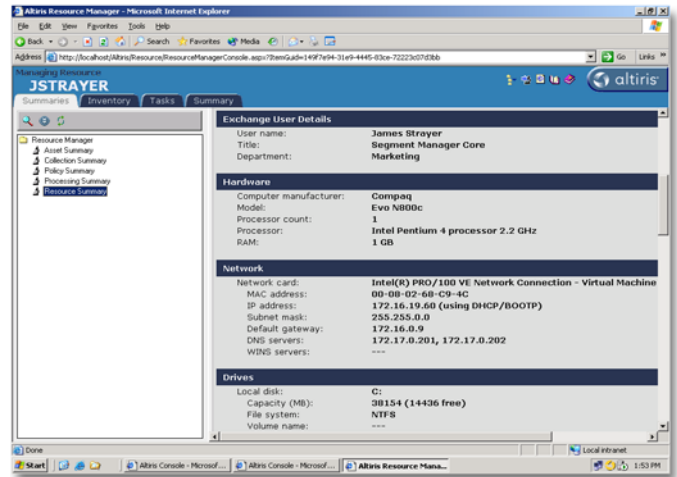 Altiris Resource Manager - Microsoft Internet Explorer
File Edit View Favorites Tools Help
Back Search Favorites Media
Address http://localhost/Altiris/Resource/ResourceManagerConsole.aspx?ItemGuid=149f7e94-31e9-4445-83ce-72223c07d3bb Go Links »
Managing Resource
JSTRAYER
altiris
Summaries Inventory Tasks Summary
Resource Manager
Asset Summary
Collection Summary
Policy Summary
Processing Summary
Resource Summary
Exchange User Details
User name: James Strayer
Title: Segment Manager Core
Department: Marketing
Hardware
Computer manufacturer: Compaq
Model: Evo N800c
Processor count: 1
Processor: Intel Pentium 4 processor 2.2 GHz
RAM: 1 GB
Network
Network card: Intel(R) PRO/100 VE Network Connection - Virtual Machine
MAC address: 00-08-02-68-C9-4C
IP address: 172.16.19.60 (using DHCP/BOOTP)
Subnet mask: 255.255.0.0
Default gateway: 172.16.0.9
DNS servers: 172.17.0.201, 172.17.0.202
WINS servers: ---
Drives
Local disk: C:
Capacity (MB): 38154 (14436 free)
File system: NTFS
Volume name: ---
Done Local intranet
Start Altiris Console - Microsof... Altiris Console - Microsof... Altiris Resource Mana... 1:53 PM